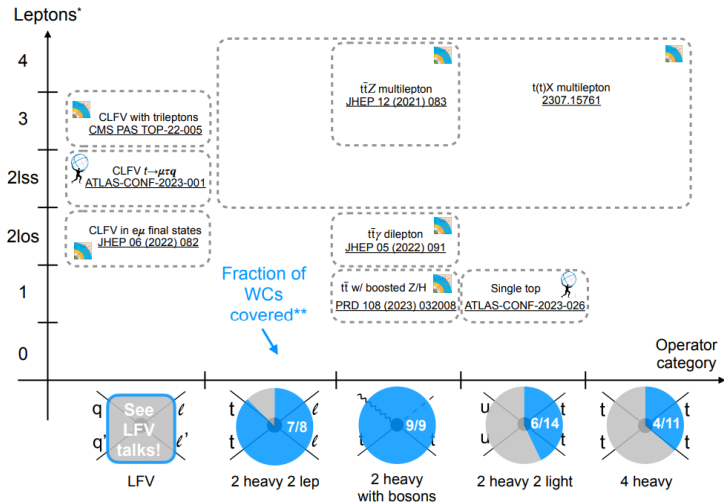 Leptons*
4
3
2lss
2los
1
0
tt̄Z multilepton
JHEP 12 (2021) 083
t(t)X multilepton
2307.15761
CLFV with trileptons
CMS PAS TOP-22-005
CLFV t→μτq
ATLAS-CONF-2023-001
CLFV in eμ final states
JHEP 06 (2022) 082
tt̄γ dilepton
JHEP 05 (2022) 091
tt̄ w/ boosted Z/H
PRD 108 (2023) 032008
Single top
ATLAS-CONF-2023-026
Fraction of
WCs
covered**
Operator
category
q ℓ
q' ℓ'
See
LFV
talks!
LFV
t ℓ
t ℓ
7/8
2 heavy 2 lep
t t
9/9
2 heavy
with bosons
u t
u t
6/14
2 heavy 2 light
t t
t t
4/11
4 heavy